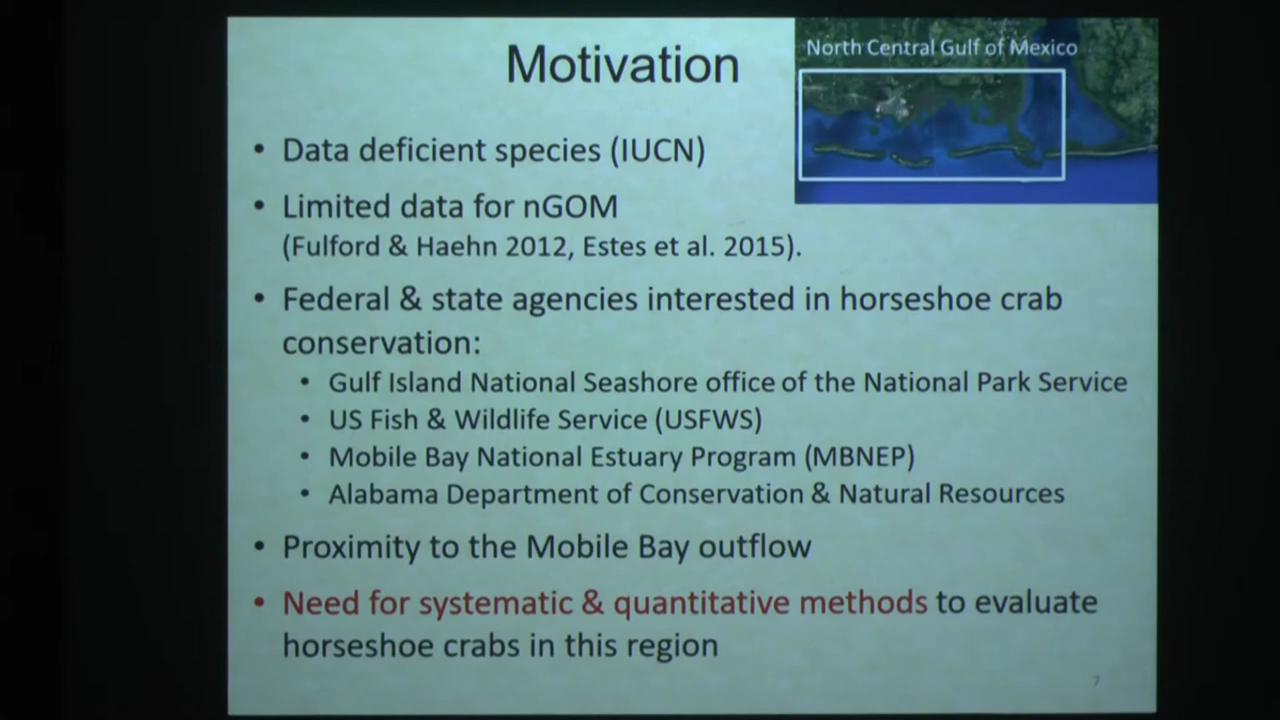 Motivation
North Central Gulf of Mexico
• Data deficient species (IUCN)
• Limited data for nGOM
(Fulford & Haehn 2012, Estes et al. 2015).
• Federal & state agencies interested in horseshoe crab
conservation:
• Gulf Island National Seashore office of the National Park Service
• US Fish & Wildlife Service (USFWS)
• Mobile Bay National Estuary Program (MBNEP)
• Alabama Department of Conservation & Natural Resources
• Proximity to the Mobile Bay outflow
• Need for systematic & quantitative methods to evaluate
horseshoe crabs in this region
7